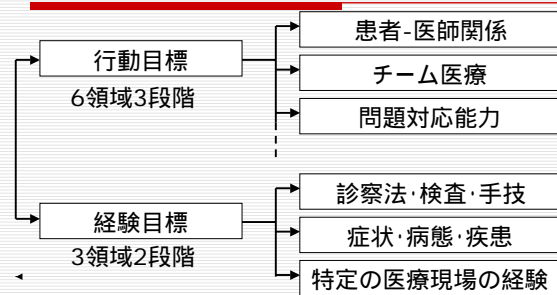 行動目標
6領域3段階
患者-医師関係
チーム医療
問題対応能力
経験目標
3領域2段階
診察法･検査･手技
症状･病態･疾患
特定の医療現場の経験